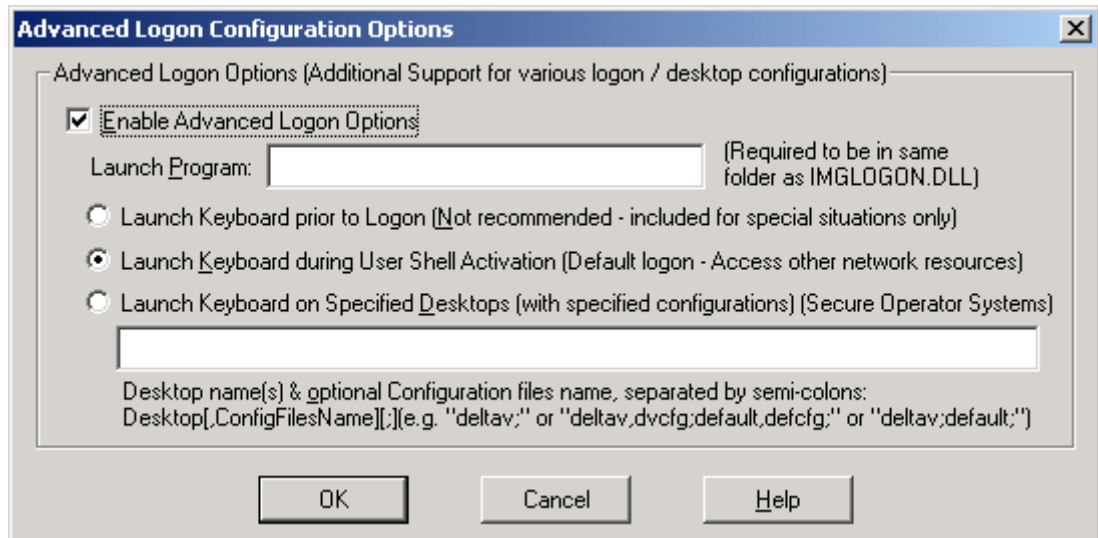 Advanced Logon Configuration Options
Advanced Logon Options (Additional Support for various logon / desktop configurations)
Enable Advanced Logon Options
Launch Program:
(Required to be in same
folder as IMGLOGON.DLL)
Launch Keyboard prior to Logon (Not recommended - included for special situations only)
Launch Keyboard during User Shell Activation (Default logon - Access other network resources)
Launch Keyboard on Specified Desktops (with specified configurations) (Secure Operator Systems)
Desktop name(s) & optional Configuration files name, separated by semi-colons:
Desktop[,ConfigFilesName][;](e.g. "deltav;" or "deltav,dvcfg;default,defcfg;" or "deltav;default;")
OK Cancel Help